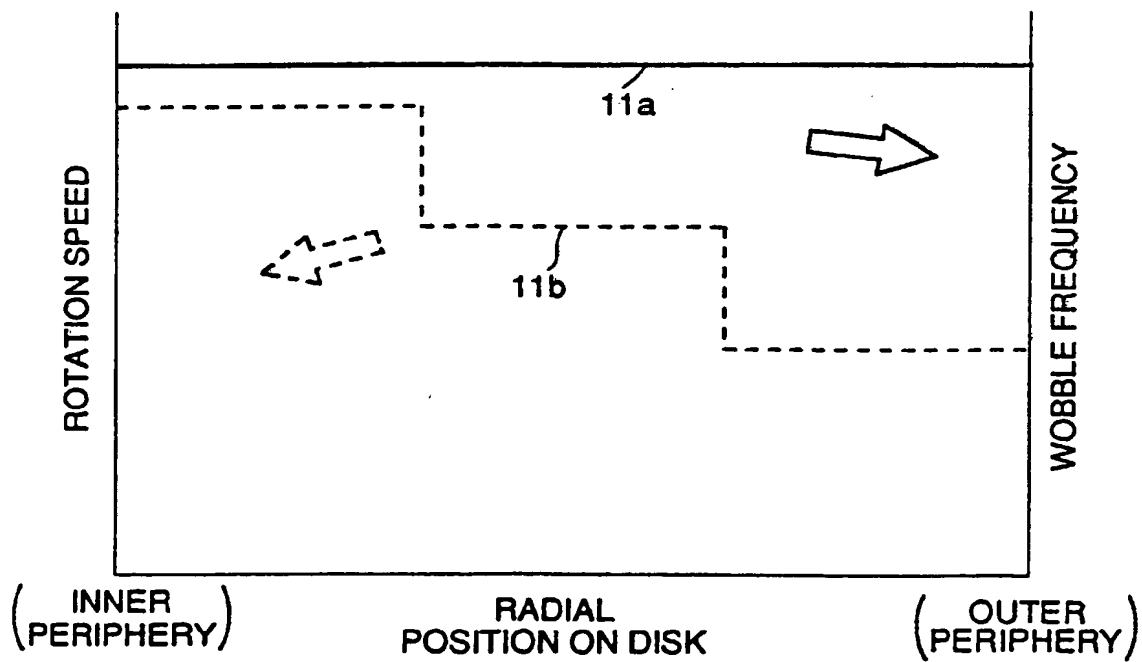 11a
ROTATION SPEED
11b
WOBBLE FREQUENCY
(INNER
PERIPHERY)
RADIAL
POSITION ON DISK
(OUTER
PERIPHERY)